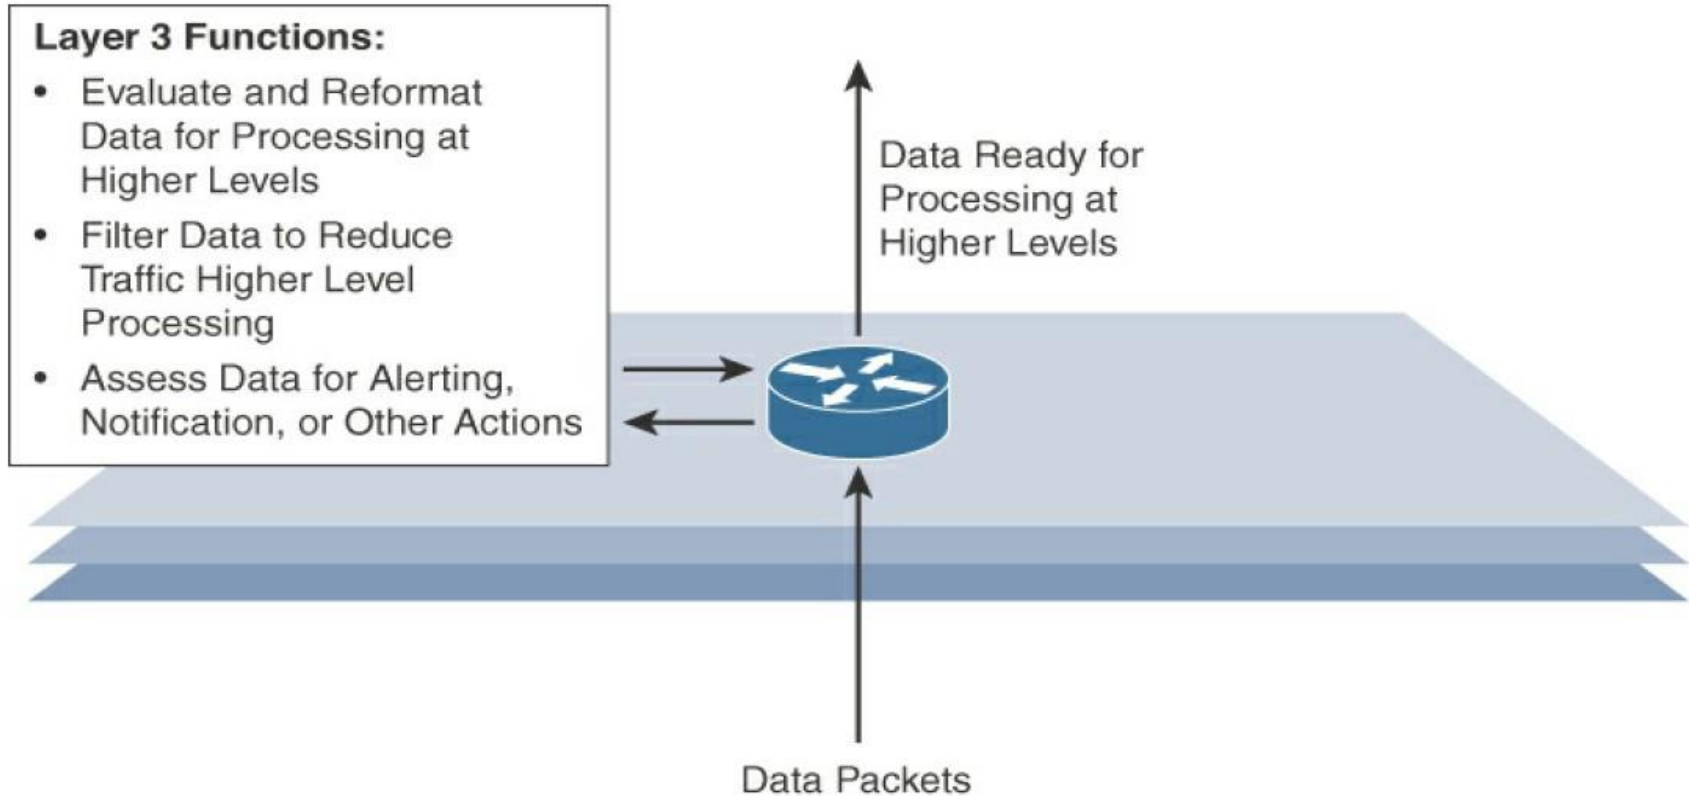 Layer 3 Functions:
• Evaluate and Reformat
Data for Processing at
Higher Levels
• Filter Data to Reduce
Traffic Higher Level
Processing
• Assess Data for Alerting,
Notification, or Other Actions
Data Ready for
Processing at
Higher Levels
Data Packets